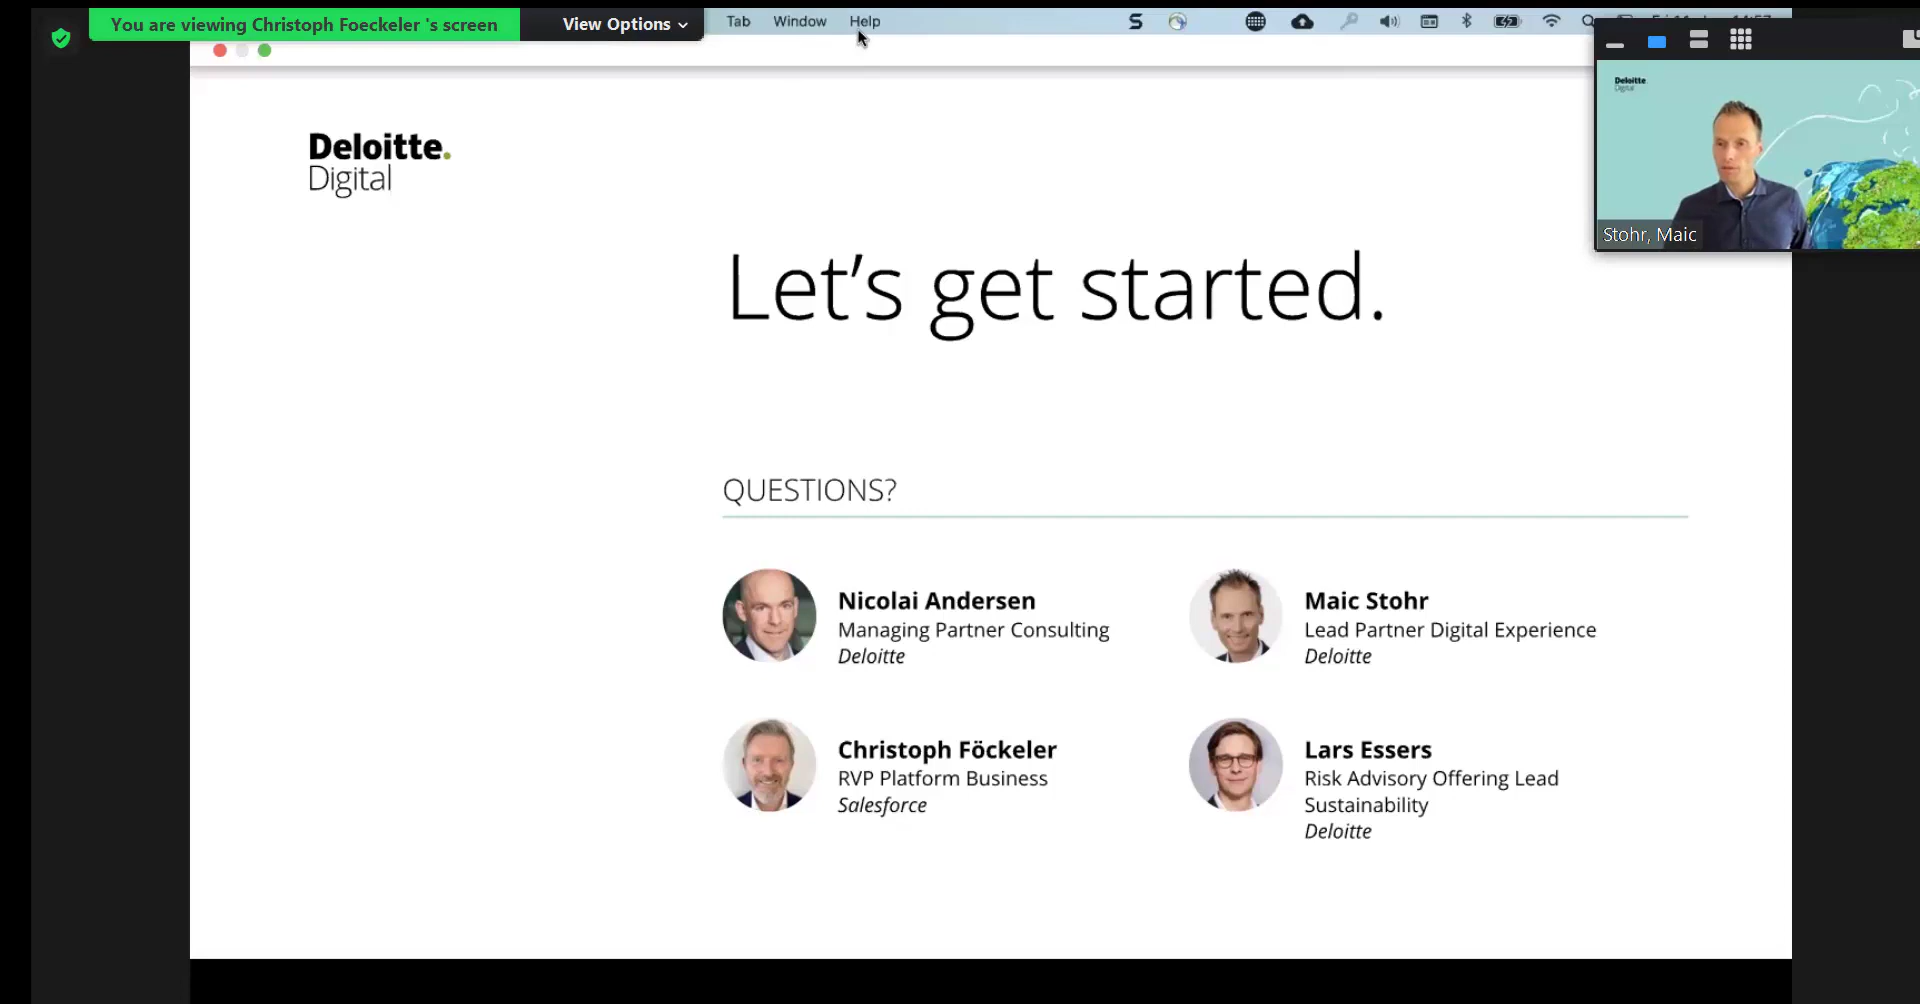 You are viewing Christoph Foeckeler 's screen
View Options
Tab Window Help
Deloitte.
Digital
Deloitte
Digital
Stohr, Maic
Let's get started.
QUESTIONS?
Nicolai Andersen
Managing Partner Consulting
Deloitte
Maic Stohr
Lead Partner Digital Experience
Deloitte
Christoph Föckeler
RVP Platform Business
Salesforce
Lars Essers
Risk Advisory Offering Lead
Sustainability
Deloitte